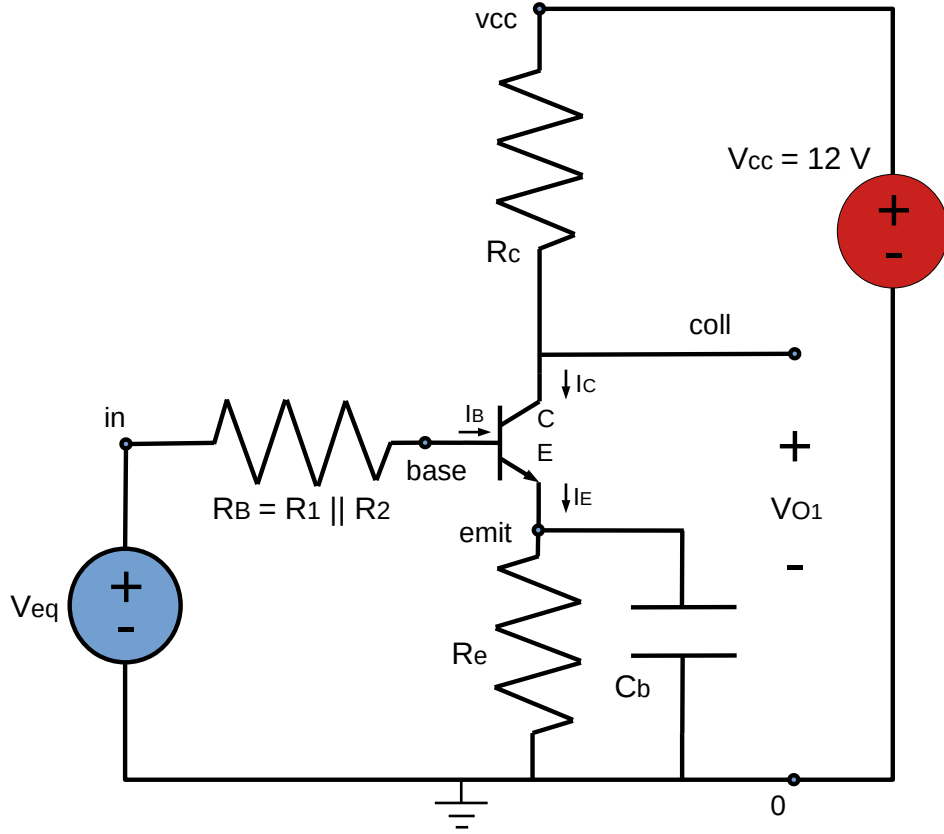 vcc
Vcc = 12 V
+
-
Rc
coll
IC
in
IB
C
+
E
base
RB = R1 || R2
IE
VO1
emit
+
Veq
-
-
Re
Cb
0